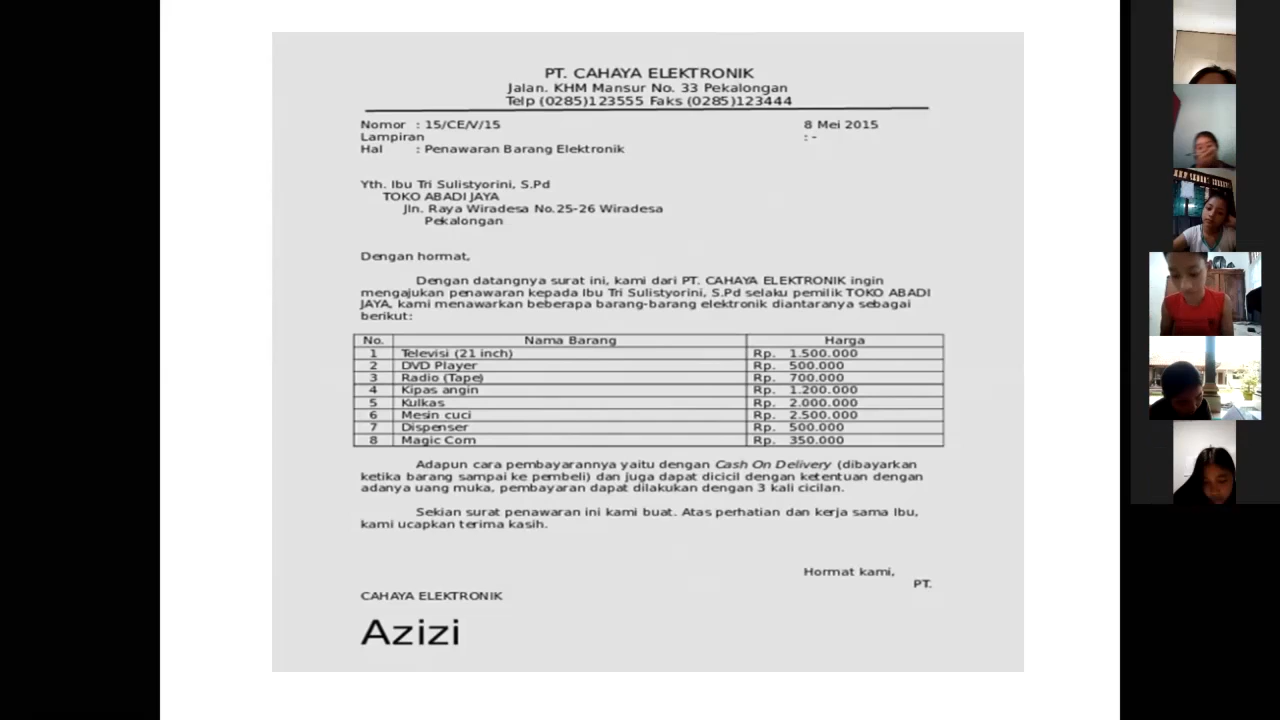 PT. CAHAYA ELEKTRONIK
Jalan. KHM Mansur No. 33 Pekalongan
Telp (0285)123555 Faks (0285)123444
Nomor : 15/CE/V/15 8 Mei 2015
Lampiran : -
Hal : Penawaran Barang Elektronik
Yth. Ibu Tri Sulistyorini, S.Pd
TOKO ABADI JAYA
Jln. Raya Wiradesa No.25-26 Wiradesa
Pekalongan
Dengan hormat,
Dengan datangnya surat ini, kami dari PT. CAHAYA ELEKTRONIK ingin
mengajukan penawaran kepada Ibu Tri Sulistyorini, S.Pd selaku pemilik TOKO ABADI
JAYA, kami menawarkan beberapa barang-barang elektronik diantaranya sebagai
berikut:
No. Nama Barang Harga
1 Televisi (21 inch) Rp. 1.500.000
2 DVD Player Rp. 500.000
3 Radio (Tape) Rp. 700.000
4 Kipas angin Rp. 1.200.000
5 Kulkas Rp. 2.000.000
6 Mesin cuci Rp. 2.500.000
7 Dispenser Rp. 500.000
8 Magic Com Rp. 350.000
Adapun cara pembayarannya yaitu dengan Cash On Delivery (dibayarkan
ketika barang sampai ke pembeli) dan juga dapat dicicil dengan ketentuan dengan
adanya uang muka, pembayaran dapat dilakukan dengan 3 kali cicilan.
Sekian surat penawaran ini kami buat. Atas perhatian dan kerja sama Ibu,
kami ucapkan terima kasih.
Hormat kami,
PT.
CAHAYA ELEKTRONIK
Azizi